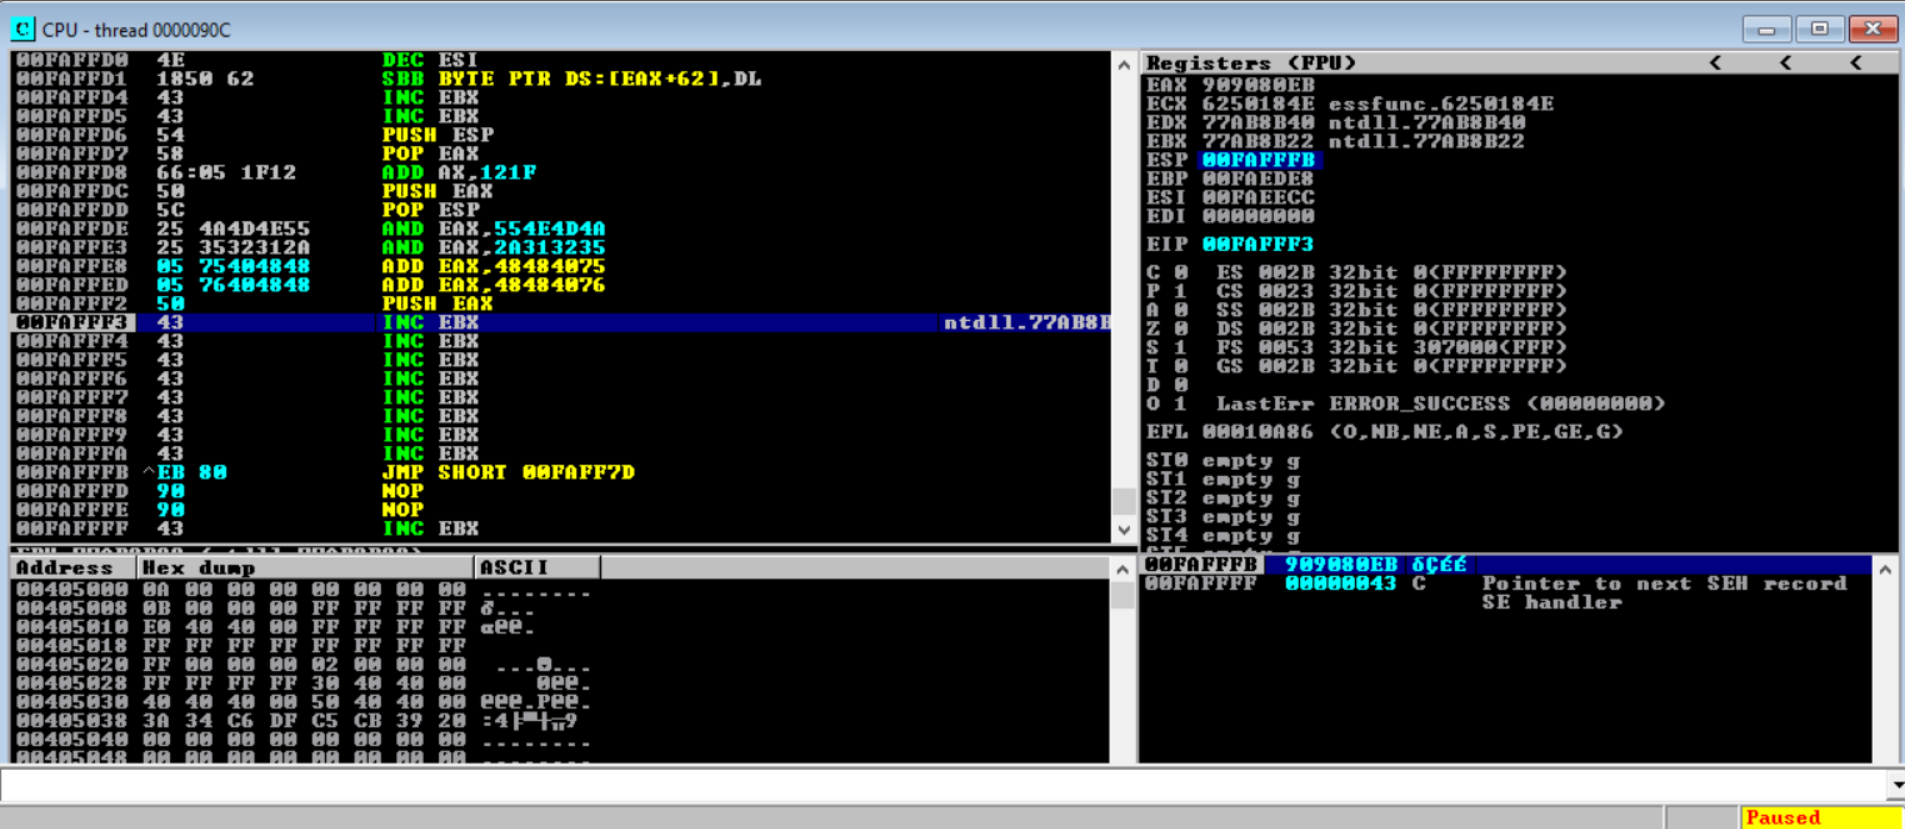 C CPU - thread 0000090C
00FAFFD0 4E DEC ESI
00FAFFD1 1850 62 SBB BYTE PTR DS:[EAX+62],DL
00FAFFD4 43 INC EBX
00FAFFD5 43 INC EBX
00FAFFD6 54 PUSH ESP
00FAFFD7 58 POP EAX
00FAFFD8 66:05 1F12 ADD AX,121F
00FAFFDC 50 PUSH EAX
00FAFFDD 5C POP ESP
00FAFFDE 25 4A4D4E55 AND EAX,554E4D4A
00FAFFE3 25 3532312A AND EAX,2A313235
00FAFFE8 05 75404848 ADD EAX,48484075
00FAFFED 05 76404848 ADD EAX,48484076
00FAFFF2 50 PUSH EAX
00FAFFF3 43 INC EBX ntdll.77AB8B
00FAFFF4 43 INC EBX
00FAFFF5 43 INC EBX
00FAFFF6 43 INC EBX
00FAFFF7 43 INC EBX
00FAFFF8 43 INC EBX
00FAFFF9 43 INC EBX
00FAFFFA 43 INC EBX
00FAFFFB ^EB 80 JMP SHORT 00FAFF7D
00FAFFFD 90 NOP
00FAFFFE 90 NOP
00FAFFFF 43 INC EBX
Registers (FPU) < < <
EAX 909080EB
ECX 6250184E essfunc.6250184E
EDX 77AB8B40 ntdll.77AB8B40
EBX 77AB8B22 ntdll.77AB8B22
ESP 00FAFFFB
EBP 00FAEDE8
ESI 00FAEECC
EDI 00000000
EIP 00FAFFF3
C 0 ES 002B 32bit 0(FFFFFFFF)
P 1 CS 0023 32bit 0(FFFFFFFF)
A 0 SS 002B 32bit 0(FFFFFFFF)
Z 0 DS 002B 32bit 0(FFFFFFFF)
S 1 FS 0053 32bit 307000(FFF)
T 0 GS 002B 32bit 0(FFFFFFFF)
D 0
O 1 LastErr ERROR_SUCCESS (00000000)
EFL 00010A86 (O,NB,NE,A,S,PE,GE,G)
ST0 empty g
ST1 empty g
ST2 empty g
ST3 empty g
ST4 empty g
Address Hex dump ASCII
00405000 0A 00 00 00 00 00 00 00 ........
00405008 0B 00 00 00 FF FF FF FF ♂...
00405010 E0 40 40 00 FF FF FF FF α@@.
00405018 FF FF FF FF FF FF FF FF
00405020 FF 00 00 00 02 00 00 00 ...☻...
00405028 FF FF FF FF 30 40 40 00 0@@.
00405030 40 40 40 00 50 40 40 00 @@@.P@@.
00405038 3A 34 C6 DF C5 CB 39 20 :4╞▀┼╦9
00405040 00 00 00 00 00 00 00 00 ........
00405048 00 00 00 00 00 00 00 00 ........
00FAFFFB 909080EB δÇÉÉ
00FAFFFF 00000043 C Pointer to next SEH record
SE handler
Paused